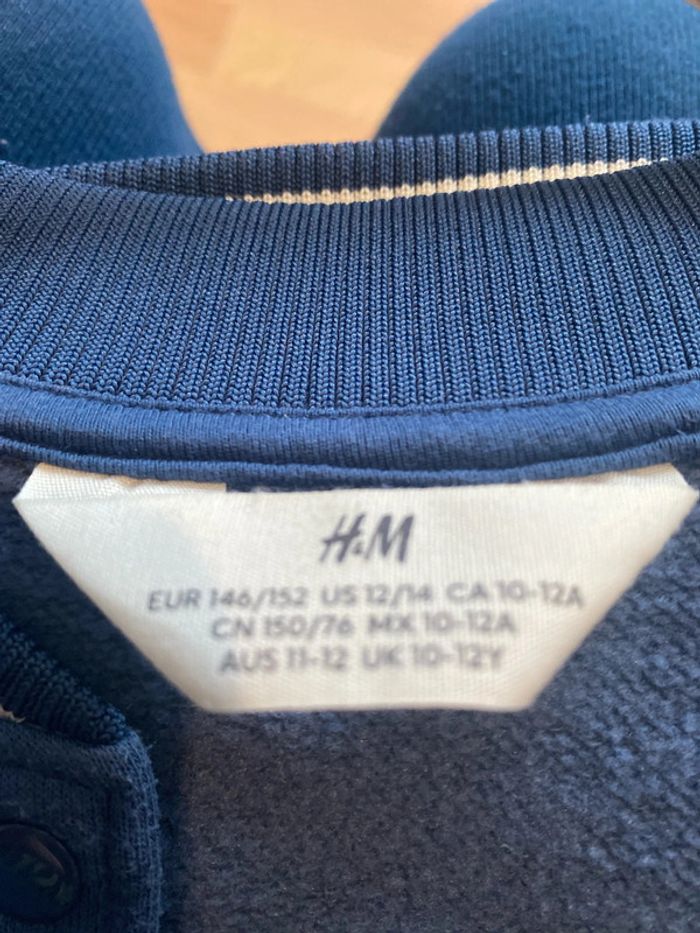 H&M
EUR 146/152 US 12/14 CA 10-12A
CN 150/76 MX 10-12A
AUS 11-12 UK 10-12Y